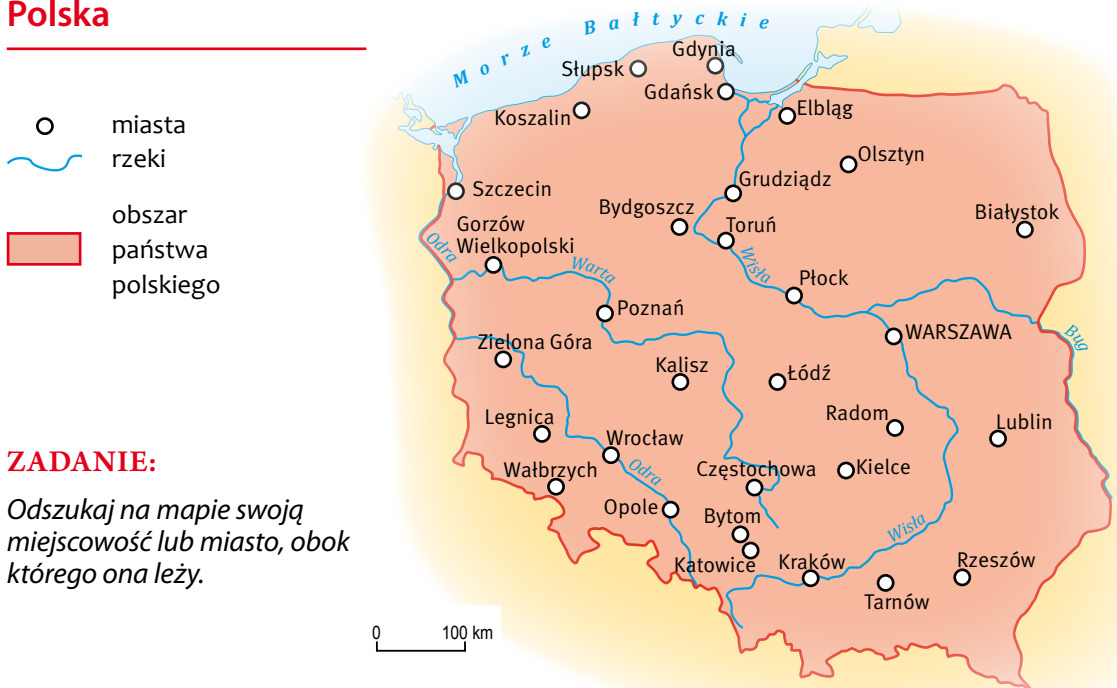 Polska
miasta
rzeki
obszar
państwa
polskiego
ZADANIE:
Odszukaj na mapie swoją
miejscowość lub miasto, obok
którego ona leży.
0 100 km
Morze Bałtyckie
Gdynia
Słupsk
Gdańsk
Koszalin
Elbląg
Olsztyn
Szczecin
Grudziądz
Bydgoszcz
Białystok
Gorzów
Wielkopolski
Toruń
Odra
Warta
Wisła
Płock
Poznań
WARSZAWA
Bug
Zielona Góra
Kalisz
Łódź
Legnica
Radom
Lublin
Wrocław
Wałbrzych
Odra
Częstochowa
Kielce
Opole
Bytom
Wisła
Katowice
Kraków
Rzeszów
Tarnów